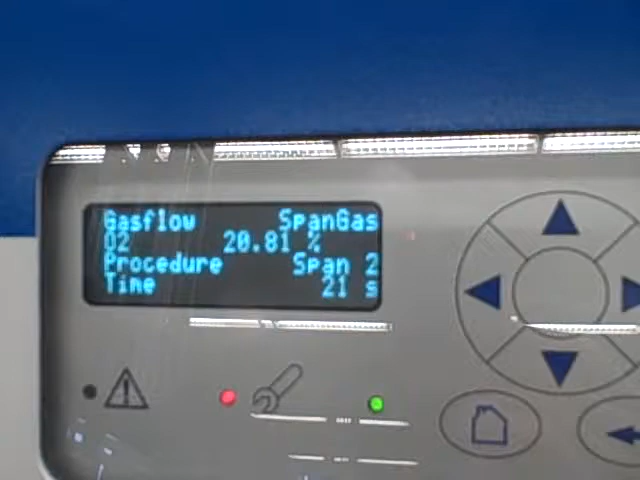 Gasflow SpanGas
O2 20.81 %
Procedure Span 2
Time 21 s